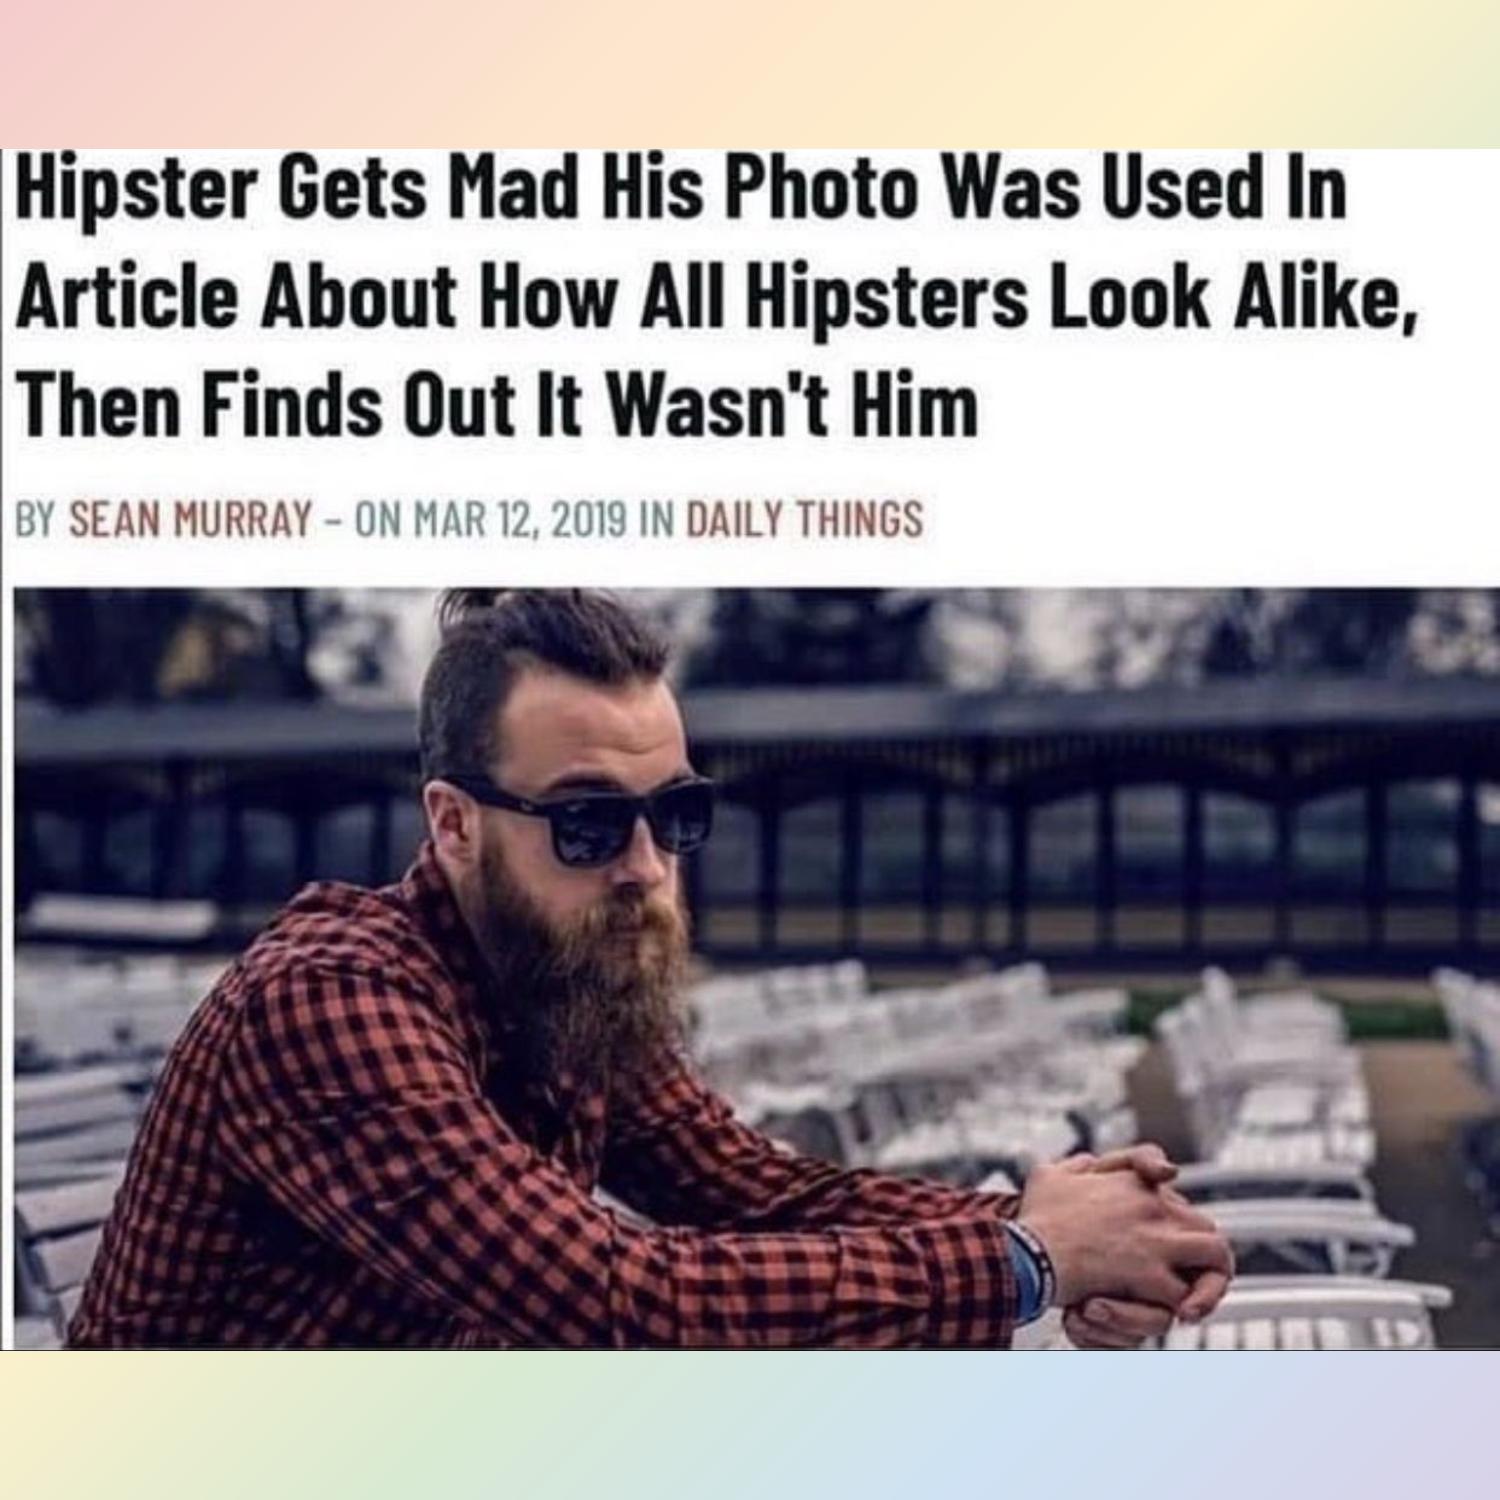 Hipster Gets Mad His Photo Was Used In
Article About How All Hipsters Look Alike,
Then Finds Out It Wasn't Him
BY SEAN MURRAY – ON MAR 12, 2019 IN DAILY THINGS